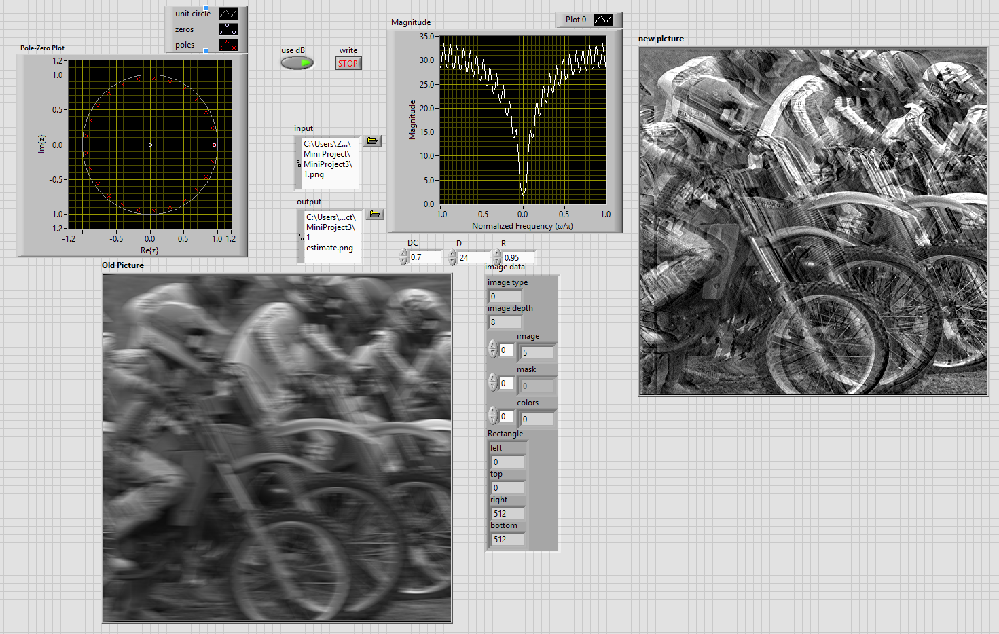 unit circle
zeros
poles
Pole-Zero Plot
1.2
1.0
0.5
0.0
-0.5
-1.0
-1.2
-1.2
-0.5
0.0
0.5
1.0
1.2
Im{z}
Re{z}
use dB
write
STOP
input
C:\Users\Z...\
Mini Project\
MiniProject3\
1.png
output
C:\Users\...ct\
MiniProject3\
1-
estimate.png
Magnitude
Plot 0
35.0
30.0
25.0
20.0
15.0
10.0
5.0
0.0
Magnitude
-1.0
-0.5
0.0
0.5
1.0
Normalized Frequency (ω/π)
DC
D
R
0.7
24
0.95
new picture
Old Picture
image data
image type
0
image depth
8
image
0
5
mask
0
0
colors
0
0
Rectangle
left
0
top
0
right
512
bottom
512